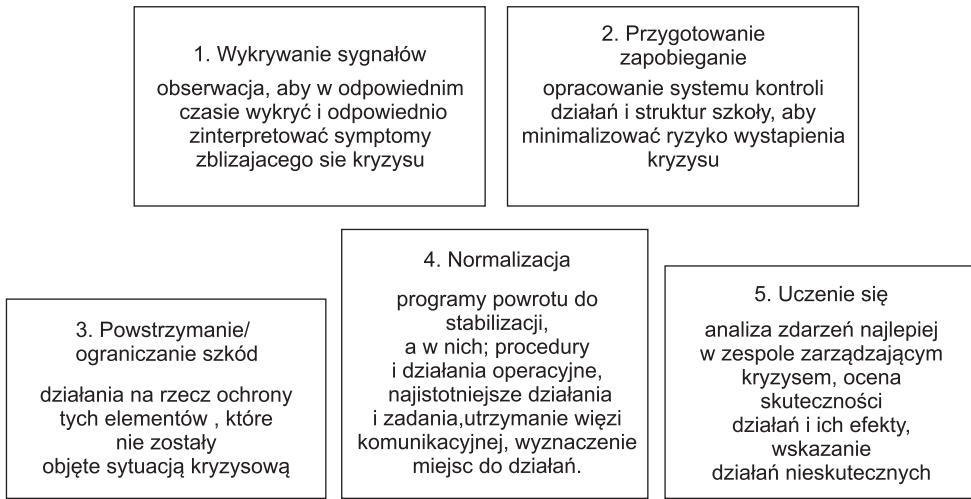 1. Wykrywanie sygnałów
obserwacja, aby w odpowiednim
czasie wykryć i odpowiednio
zinterpretować symptomy
zblizajacego sie kryzysu
2. Przygotowanie
zapobieganie
opracowanie systemu kontroli
działań i struktur szkoły, aby
minimalizować ryzyko wystapienia
kryzysu
3. Powstrzymanie/
ograniczanie szkód
działania na rzecz ochrony
tych elementów , które
nie zostały
objęte sytuacją kryzysową
4. Normalizacja
programy powrotu do
stabilizacji,
a w nich; procedury
i działania operacyjne,
najistotniejsze działania
i zadania,utrzymanie więzi
komunikacyjnej, wyznaczenie
miejsc do działań.
5. Uczenie się
analiza zdarzeń najlepiej
w zespole zarządzającym
kryzysem, ocena
skuteczności
działań i ich efekty,
wskazanie
działań nieskutecznych